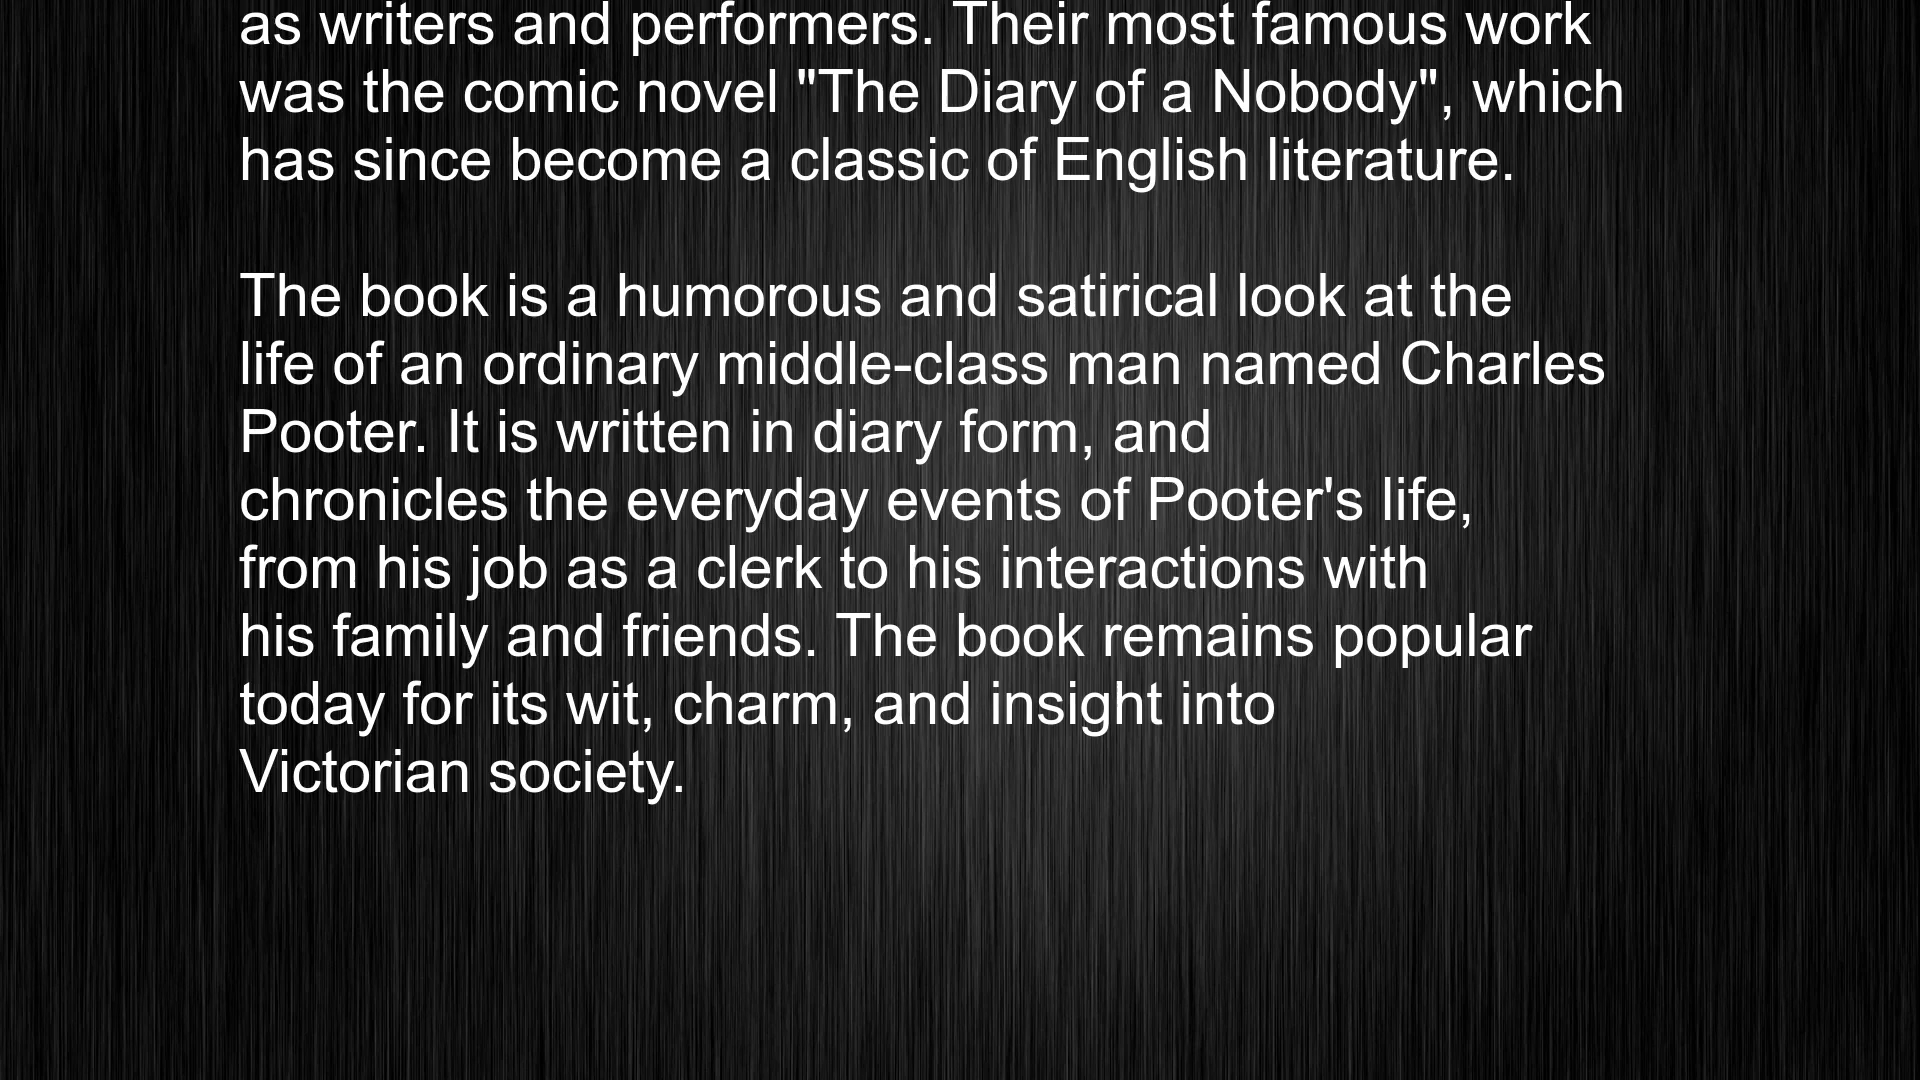 as writers and performers. Their most famous work
was the comic novel "The Diary of a Nobody", which
has since become a classic of English literature.
The book is a humorous and satirical look at the
life of an ordinary middle-class man named Charles
Pooter. It is written in diary form, and
chronicles the everyday events of Pooter's life,
from his job as a clerk to his interactions with
his family and friends. The book remains popular
today for its wit, charm, and insight into
Victorian society.